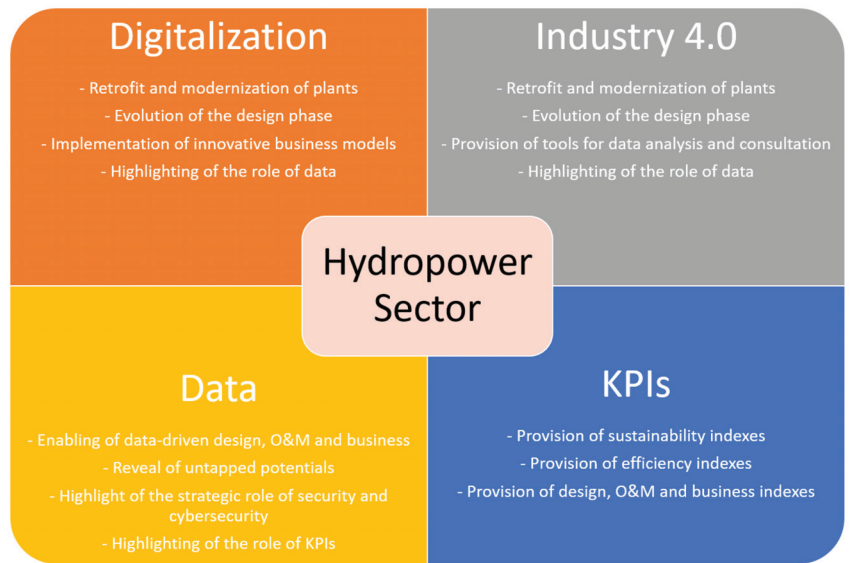 Digitalization
- Retrofit and modernization of plants
- Evolution of the design phase
- Implementation of innovative business models
- Highlighting of the role of data
Industry 4.0
- Retrofit and modernization of plants
- Evolution of the design phase
- Provision of tools for data analysis and consultation
- Highlighting of the role of data
Hydropower
Sector
Data
- Enabling of data-driven design, O&M and business
- Reveal of untapped potentials
- Highlight of the strategic role of security and
cybersecurity
- Highlighting of the role of KPIs
KPIs
- Provision of sustainability indexes
- Provision of efficiency indexes
- Provision of design, O&M and business indexes